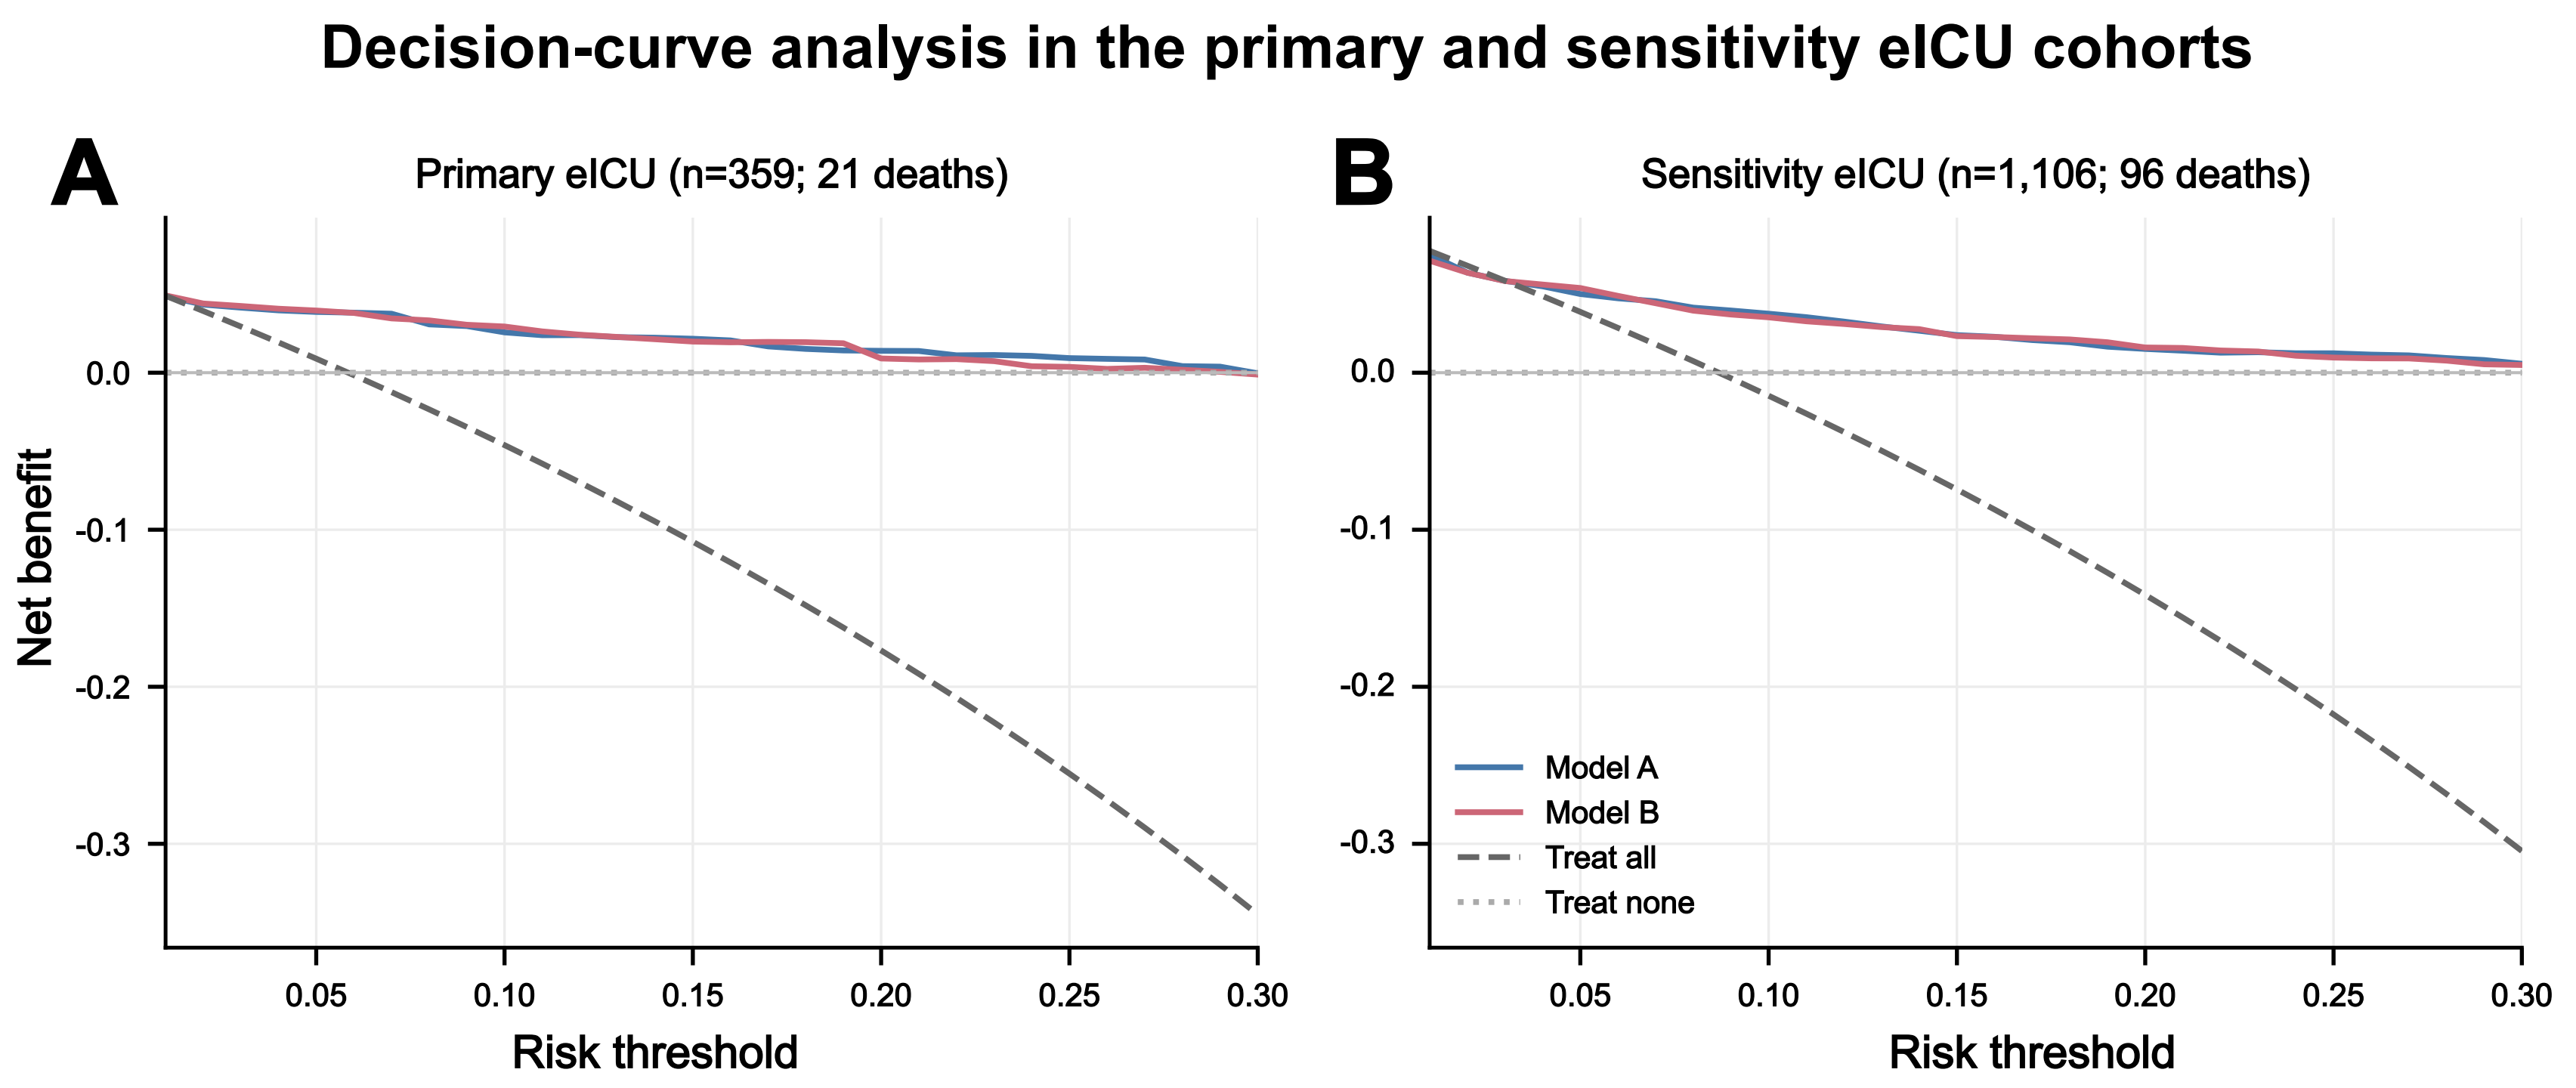 Decision-curve analysis in the primary and sensitivity eICU cohorts
A
Primary eICU (n=359; 21 deaths)
Net benefit
0.0
-0.1
-0.2
-0.3
0.05 0.10 0.15 0.20 0.25 0.30
Risk threshold
B
Sensitivity eICU (n=1,106; 96 deaths)
0.0
-0.1
-0.2
-0.3
Model A
Model B
Treat all
Treat none
0.05 0.10 0.15 0.20 0.25 0.30
Risk threshold